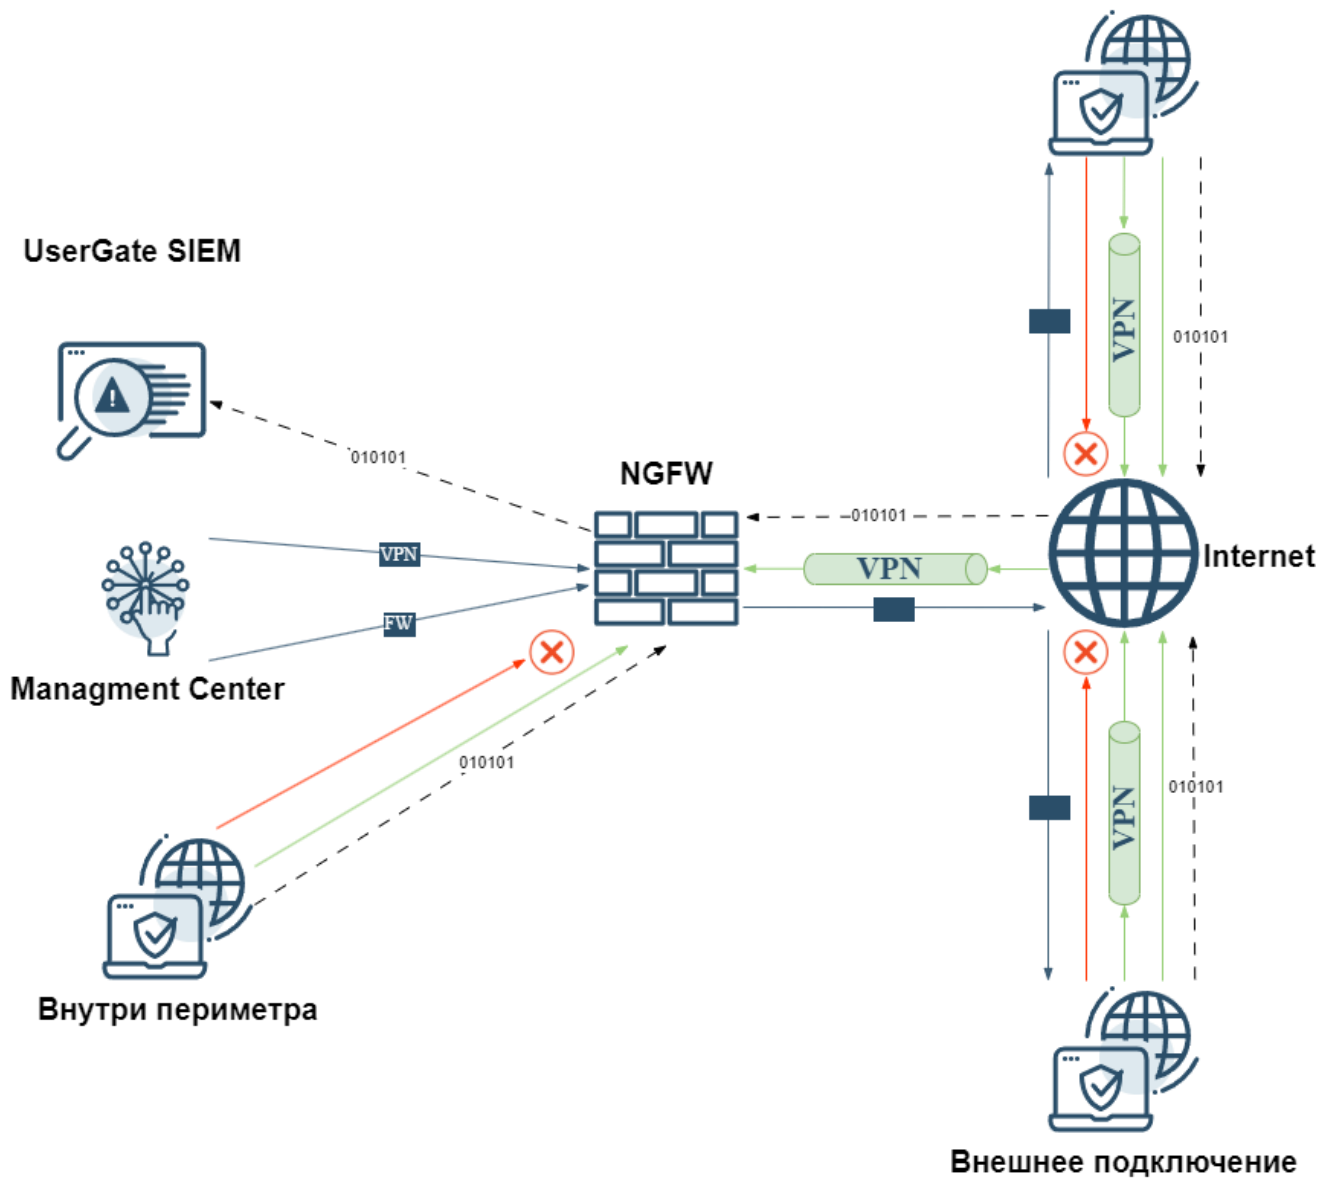 UserGate SIEM
VPN
010101
010101
NGFW
010101
VPN
Internet
VPN
FW
Managment Center
010101
VPN
010101
Внутри периметра
Внешнее подключение